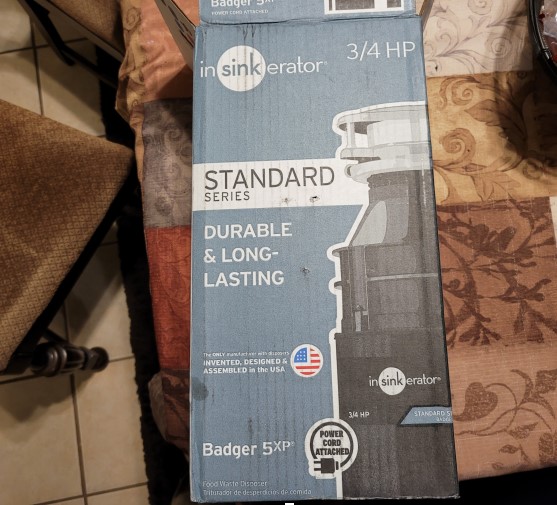 Badger 5XP
POWER CORD ATTACHED
insinkerator®
3/4 HP
STANDARD
SERIES
DURABLE
& LONG-
LASTING
The ONLY manufacturer with disposers
INVENTED, DESIGNED &
ASSEMBLED in the USA
insinkerator®
3/4 HP
STANDARD
Badger 5XP®
POWER
CORD
ATTACHED
Food Waste Disposer
Triturador de desperdicios de comida